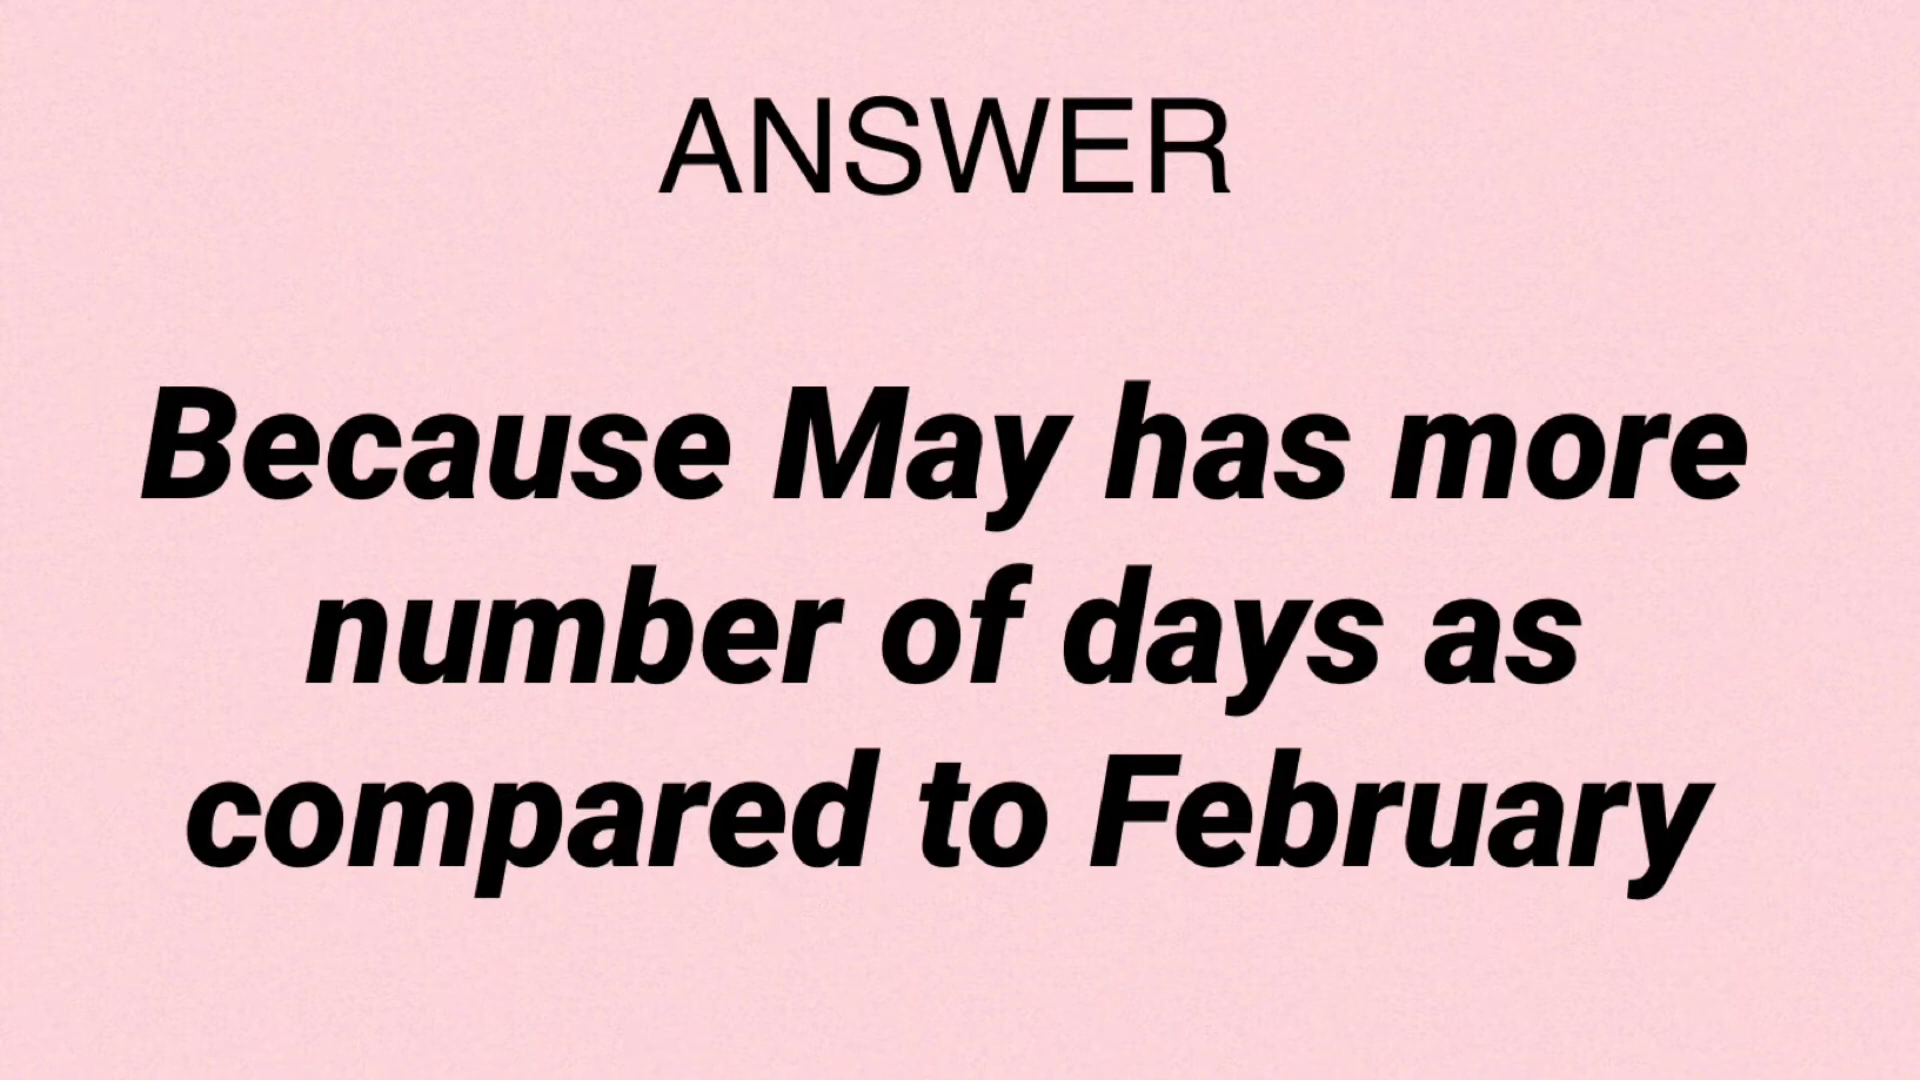 ANSWER
Because May has more
number of days as
compared to February